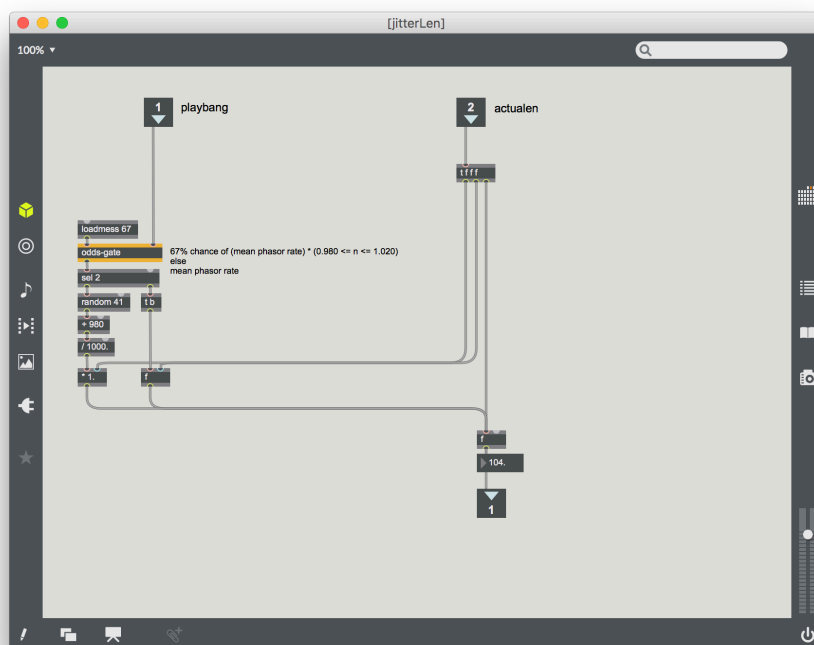 [jitterLen]
100% ▼
1 playbang
2 actualen
t f f f
loadmess 67
odds-gate
67% chance of (mean phasor rate) * (0.980 <= n <= 1.020)
else
mean phasor rate
sel 2
random 41
t b
+ 980
/ 1000.
* 1.
f
f
104.
1